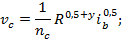 v_c = \frac{1}{n_c} R^{0,5+y} i_b^{0,5};